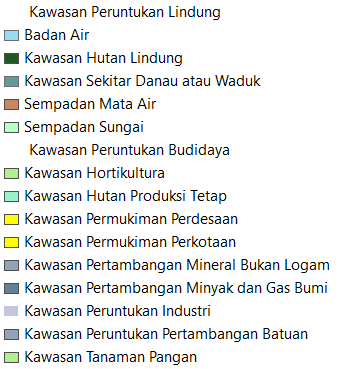 Kawasan Peruntukan Lindung
Badan Air
Kawasan Hutan Lindung
Kawasan Sekitar Danau atau Waduk
Sempadan Mata Air
Sempadan Sungai
Kawasan Peruntukan Budidaya
Kawasan Hortikultura
Kawasan Hutan Produksi Tetap
Kawasan Permukiman Perdesaan
Kawasan Permukiman Perkotaan
Kawasan Pertambangan Mineral Bukan Logam
Kawasan Pertambangan Minyak dan Gas Bumi
Kawasan Peruntukan Industri
Kawasan Peruntukan Pertambangan Batuan
Kawasan Tanaman Pangan